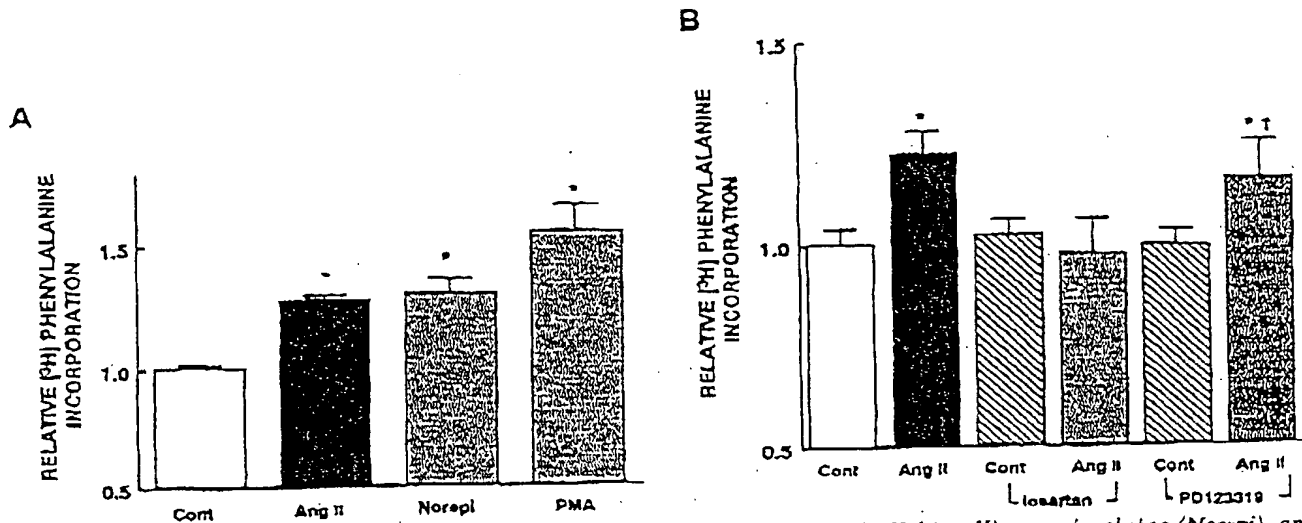 A
RELATIVE [³H] PHENYLALANINE
INCORPORATION
1.5
1.0
0.5
*
*
*
Cont
Ang II
Norepi
PMA
B
RELATIVE [³H] PHENYLALANINE
INCORPORATION
1.5
1.0
0.5
*
* †
Cont
Ang II
Cont
Ang II
Cont
Ang II
losartan
PD123319
(Norepi)